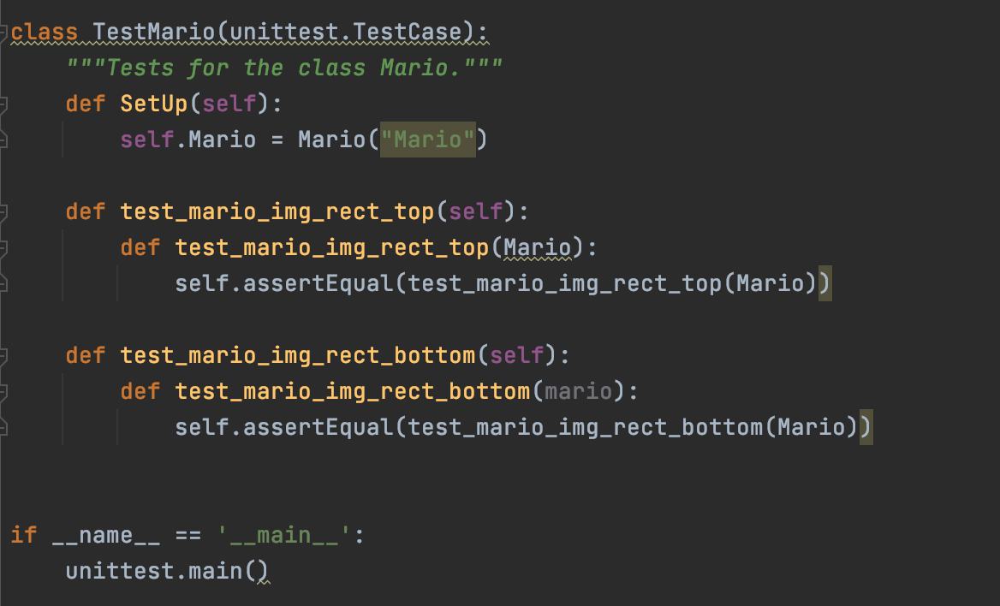 class TestMario(unittest.TestCase):
    """Tests for the class Mario."""
    def SetUp(self):
        self.Mario = Mario("Mario")

    def test_mario_img_rect_top(self):
        def test_mario_img_rect_top(Mario):
            self.assertEqual(test_mario_img_rect_top(Mario))

    def test_mario_img_rect_bottom(self):
        def test_mario_img_rect_bottom(mario):
            self.assertEqual(test_mario_img_rect_bottom(Mario))


if __name__ == '__main__':
    unittest.main()